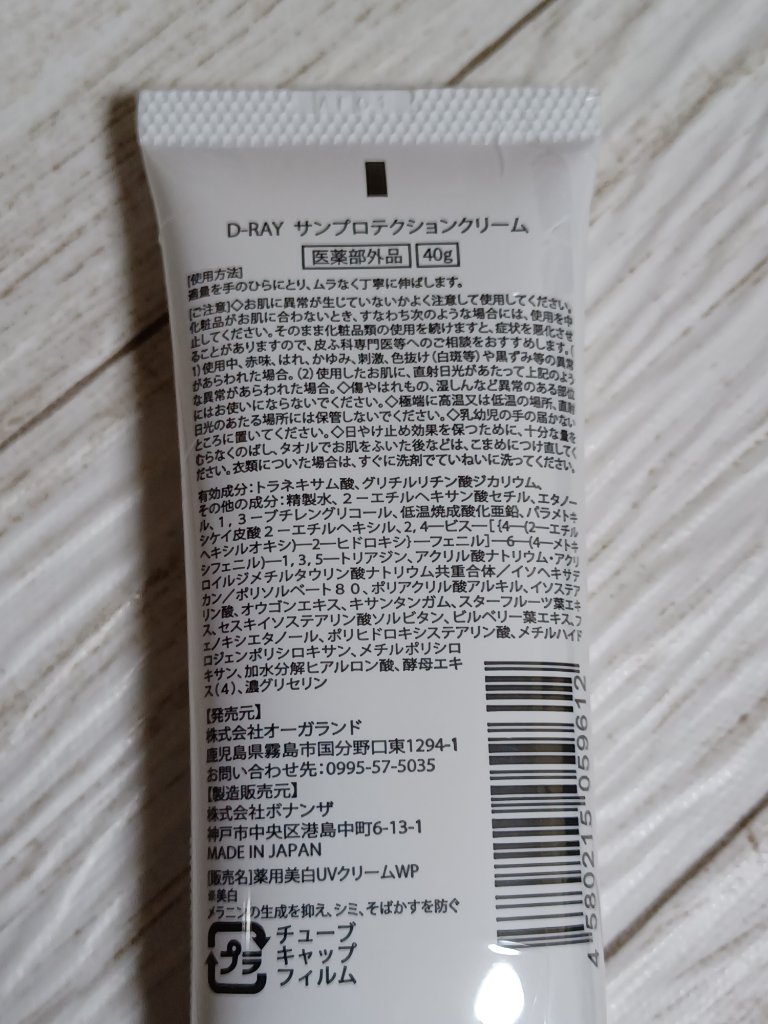 D-RAY サンプロテクションクリーム
医薬部外品 40g
[使用方法]
適量を手のひらにとり、ムラなく丁寧に伸ばします。
[ご注意]◇お肌に異常が生じていないかよく注意して使用してください。
化粧品がお肌に合わないとき、すなわち次のような場合には、使用を中
止してください。そのまま化粧品類の使用を続けますと、症状を悪化させ
ることがありますので、皮ふ科専門医等へのご相談をおすすめします。(
1)使用中、赤味、はれ、かゆみ、刺激、色抜け(白斑等)や黒ずみ等の異常
があらわれた場合。(2)使用したお肌に、直射日光があたって上記のよう
な異常があらわれた場合。◇傷やはれもの、湿しんなど異常のある部位
にはお使いにならないでください。◇極端に高温又は低温の場所、直射
日光のあたる場所には保管しないでください。◇乳幼児の手の届かない
ところに置いてください。◇日やけ止め効果を保つために、十分な量を
むらなくのばし、タオルでお肌をふいた後などは、こまめにつけ直してく
ださい。衣類についた場合は、すぐに洗剤でていねいに洗ってください。
有効成分:トラネキサム酸、グリチルリチン酸ジカリウム、
その他の成分:精製水、2-エチルヘキサン酸セチル、エタノー
ル、1,3-ブチレングリコール、低温焼成酸化亜鉛、パラメトキ
シケイ皮酸2-エチルヘキシル、2,4-ビス-[{4-(2-エチル
ヘキシルオキシ)-2-ヒドロキシ}-フェニル]-6-(4-メトキ
シフェニル)-1,3,5-トリアジン、アクリル酸ナトリウム・アクリ
ロイルジメチルタウリン酸ナトリウム共重合体/イソヘキサデ
カン/ポリソルベート80、ポリアクリル酸アルキル、イソステア
リン酸、オウゴンエキス、キサンタンガム、スターフルーツ葉エキ
ス、セスキイソステアリン酸ソルビタン、ビルベリー葉エキス、フ
ェノキシエタノール、ポリヒドロキシステアリン酸、メチルハイド
ロジェンポリシロキサン、メチルポリシロ
キサン、加水分解ヒアルロン酸、酵母エキ
ス(4)、濃グリセリン
【発売元】
株式会社オーガランド
鹿児島県霧島市国分野口東1294-1
お問い合わせ先:0995-57-5035
【製造販売元】
株式会社ボナンザ
神戸市中央区港島中町6-13-1
MADE IN JAPAN
[販売名]薬用美白UVクリームWP
※美白
メラニンの生成を抑え、シミ、そばかすを防ぐ
プラ
チューブ
キャップ
フィルム
4 580215 059612